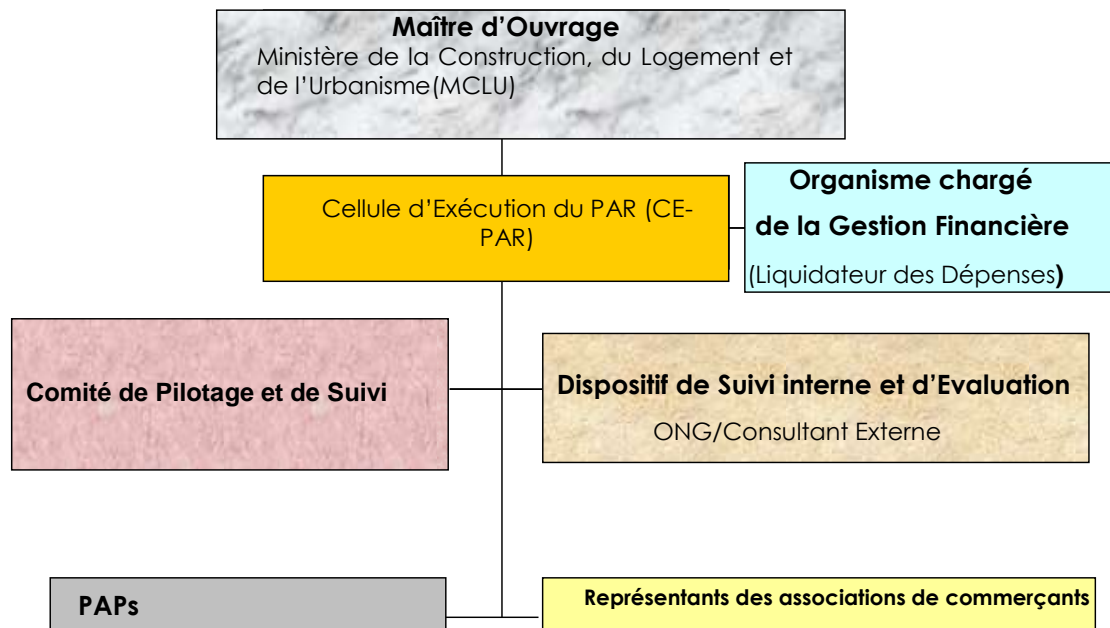 Maître d’Ouvrage
Ministère de la Construction, du Logement et
de l’Urbanisme(MCLU)
Cellule d’Exécution du PAR (CE-
PAR)
Organisme chargé
de la Gestion Financière
(Liquidateur des Dépenses)
Comité de Pilotage et de Suivi
Dispositif de Suivi interne et d’Evaluation
ONG/Consultant Externe
PAPs
Représentants des associations de commerçants